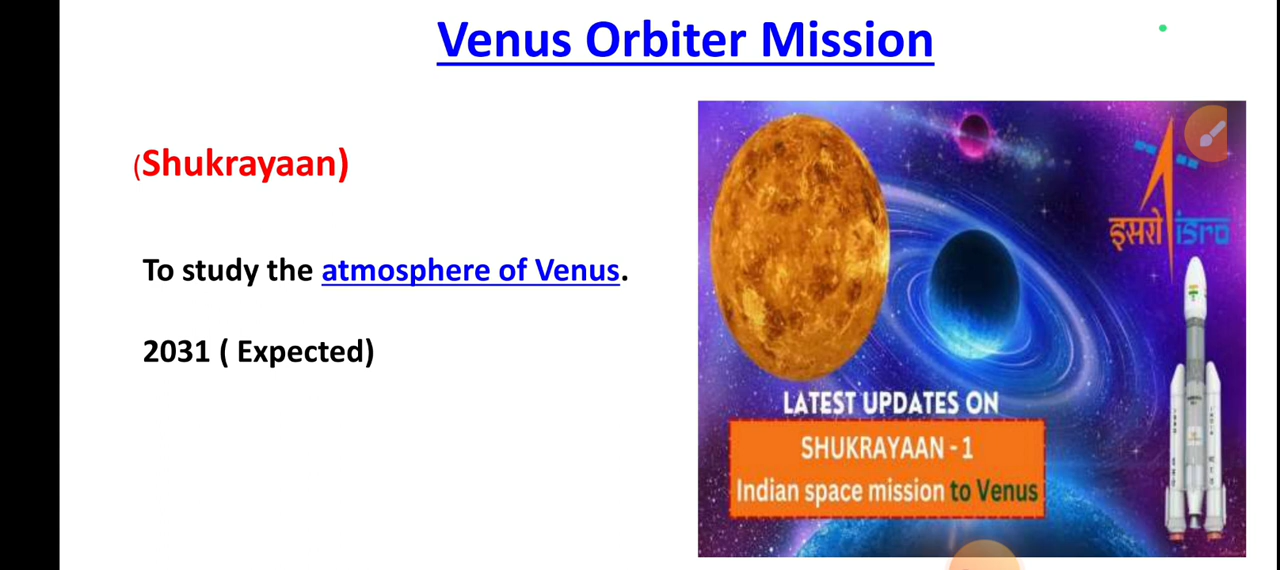 Venus Orbiter Mission
(Shukrayaan)
To study the atmosphere of Venus.
2031 ( Expected)
इसरो isro
LATEST UPDATES ON
SHUKRAYAAN - 1
Indian space mission to Venus